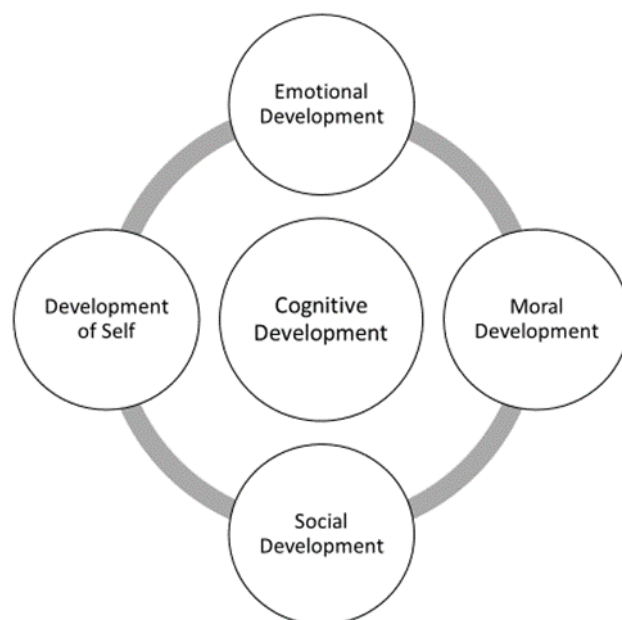 Emotional
Development
Development
of Self
Cognitive
Development
Moral
Development
Social
Development